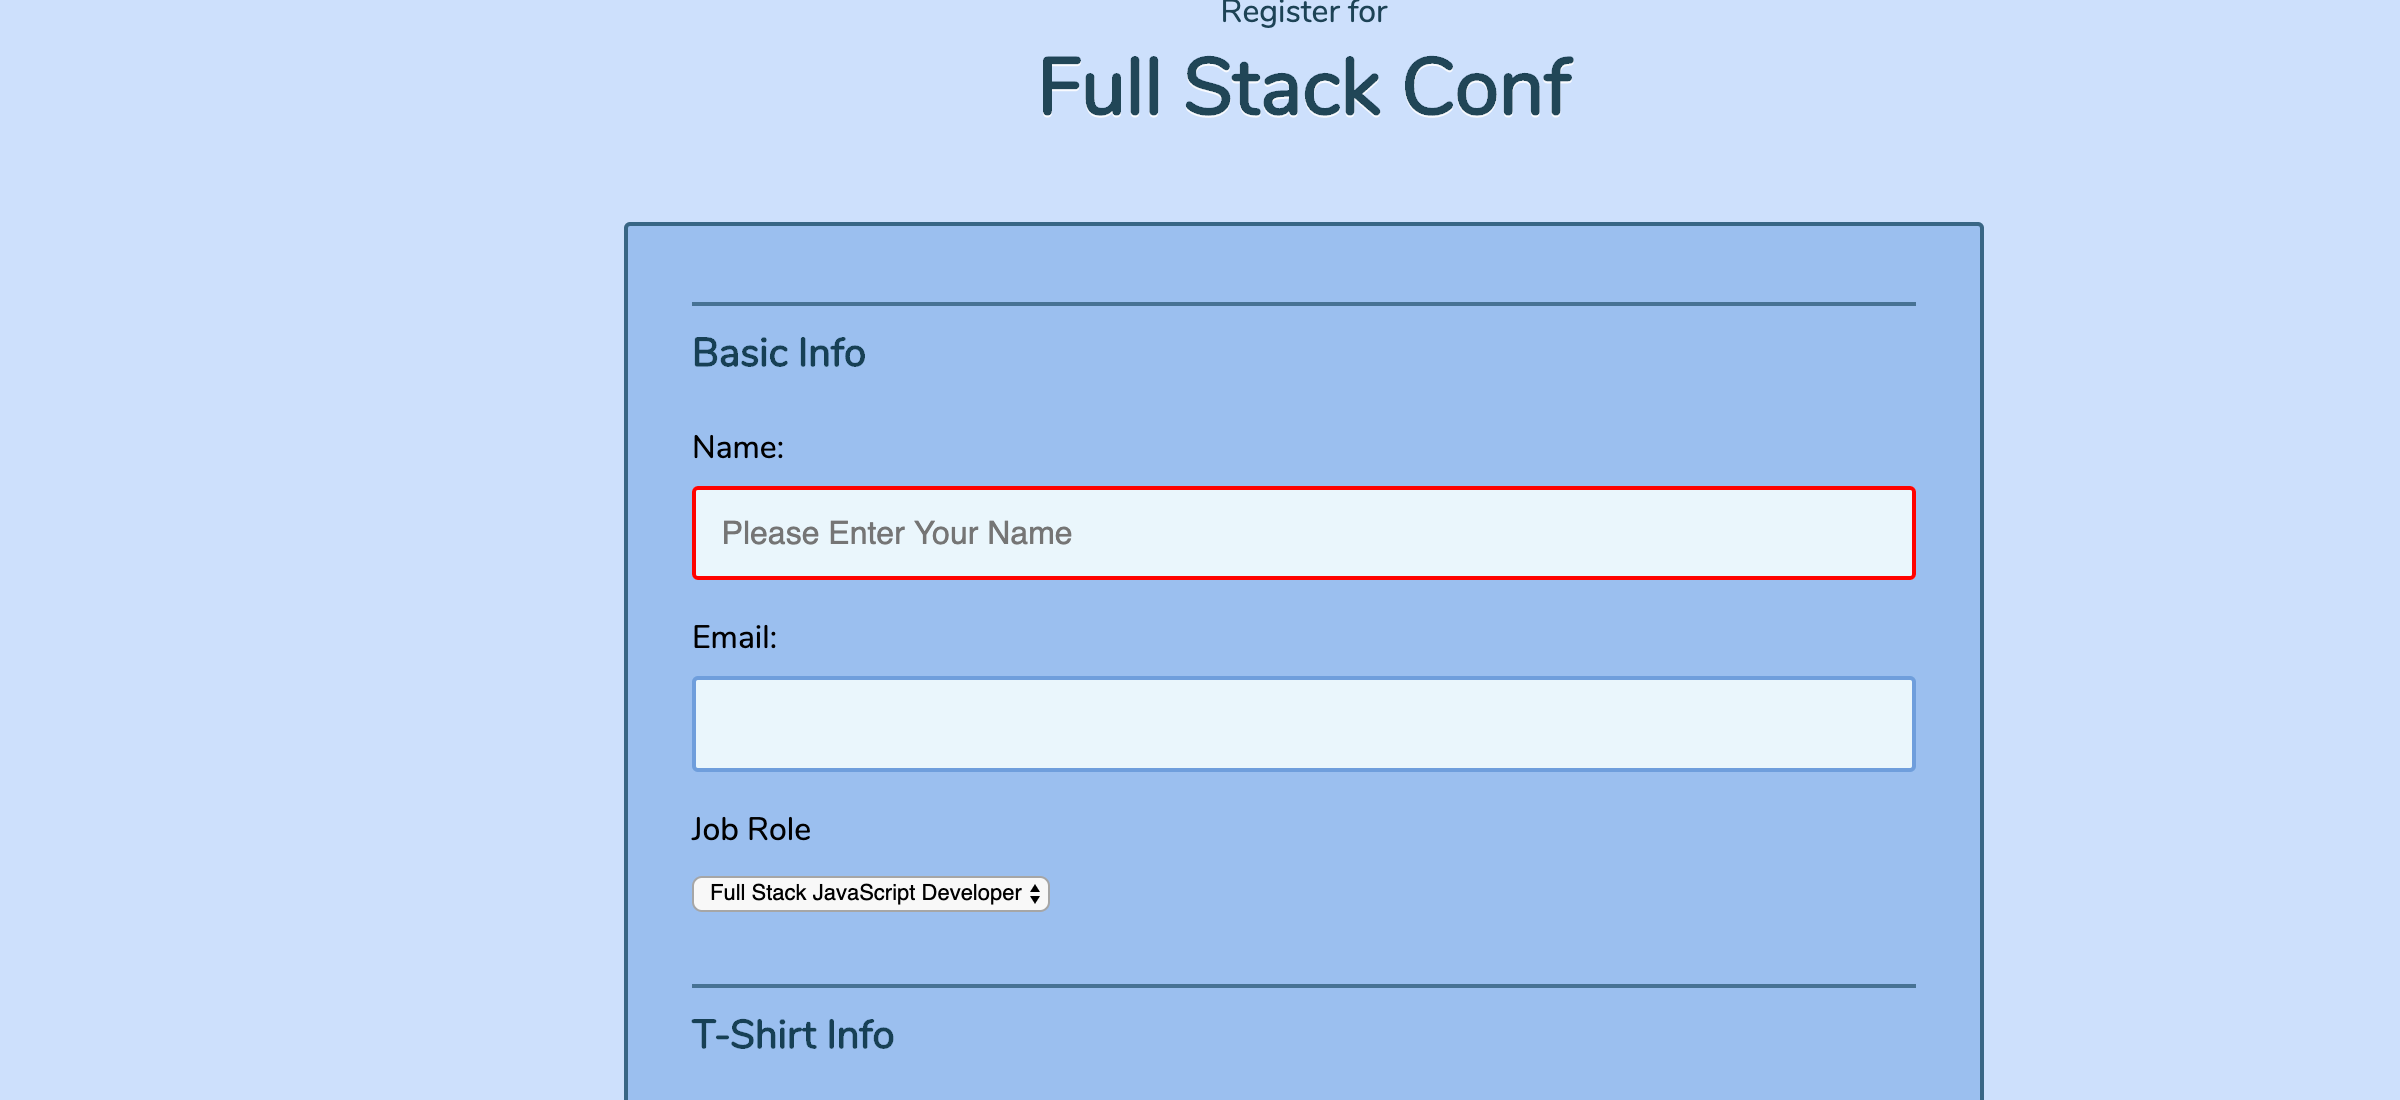 Register for
Full Stack Conf
Basic Info
Name:
Please Enter Your Name
Email:
Job Role
Full Stack JavaScript Developer
T-Shirt Info